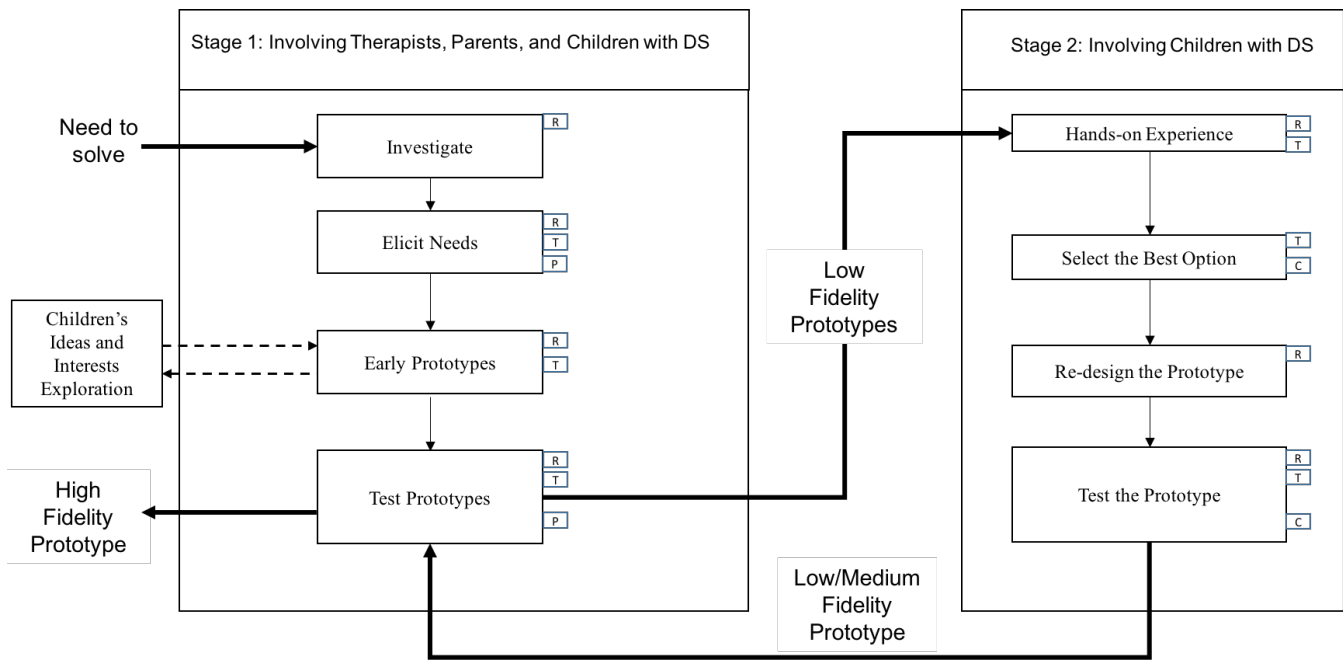 Stage 1: Involving Therapists, Parents, and Children with DS
Need to
solve
Investigate
R
Elicit Needs
R
T
P
Children's
Ideas and
Interests
Exploration
Early Prototypes
R
T
Test Prototypes
R
T
P
High
Fidelity
Prototype
Low
Fidelity
Prototypes
Low/Medium
Fidelity
Prototype
Stage 2: Involving Children with DS
Hands-on Experience
R
T
Select the Best Option
T
C
Re-design the Prototype
R
Test the Prototype
R
T
C